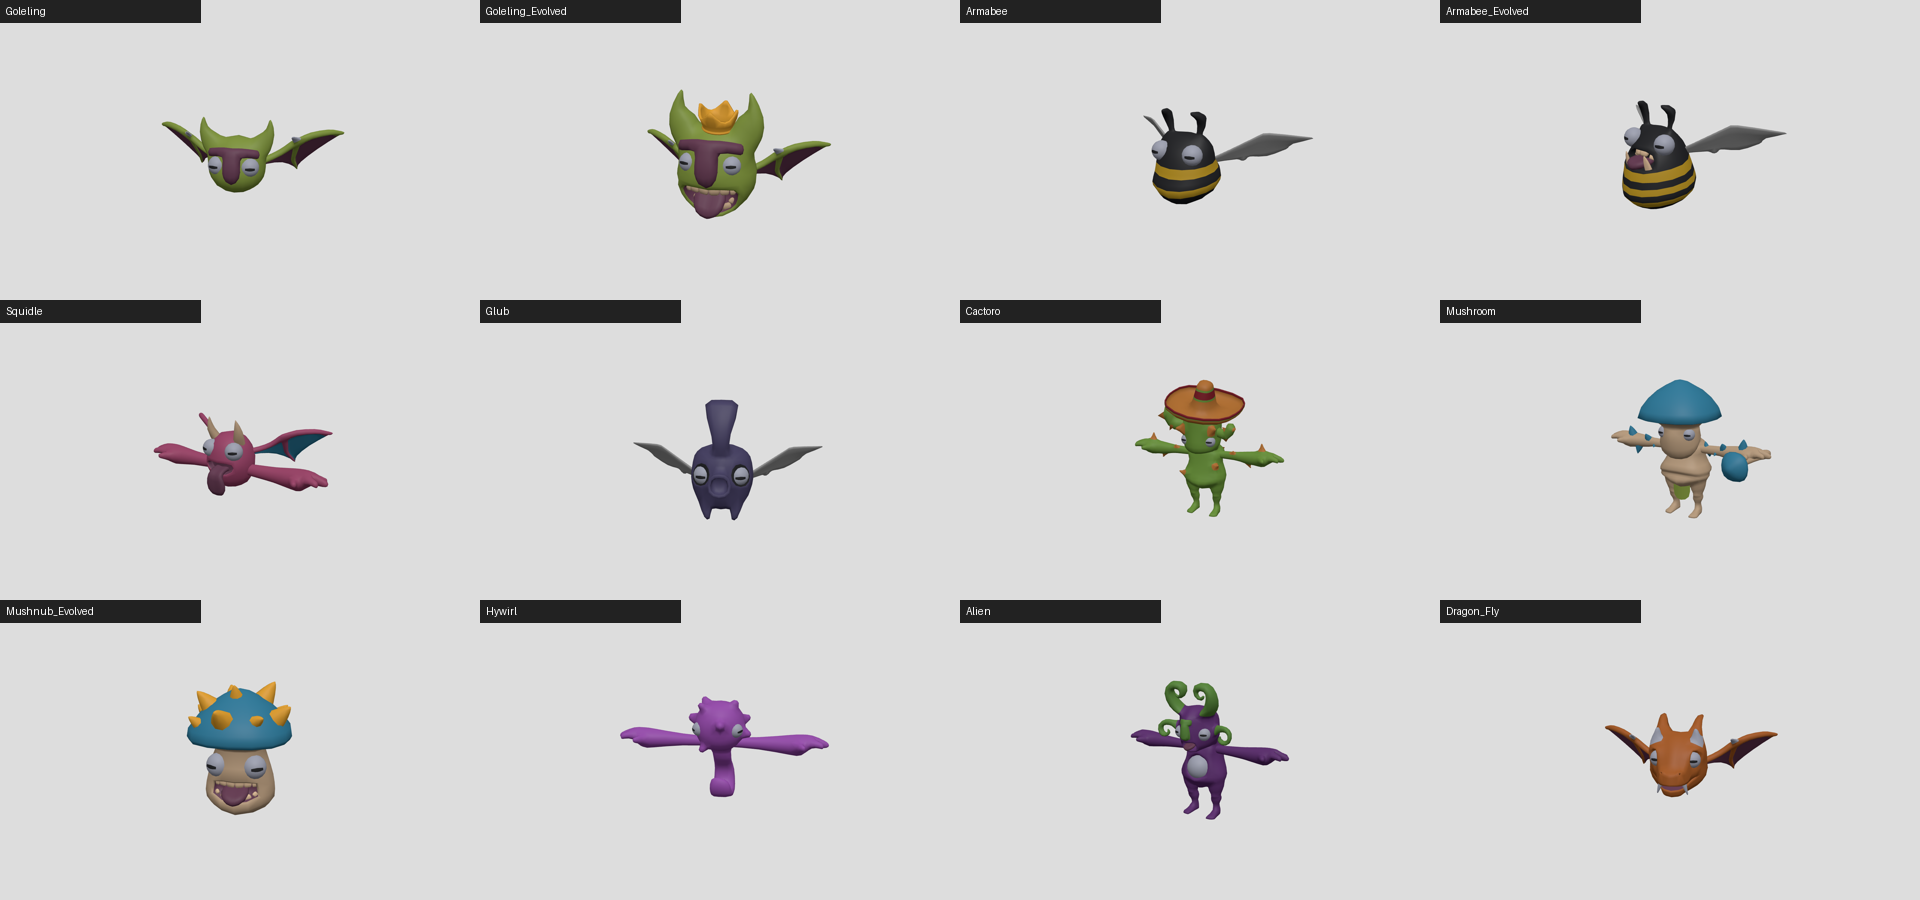 Goleling
Goleling_Evolved
Armabee
Armabee_Evolved
Squidle
Glub
Cactoro
Mushroom
Mushnub_Evolved
Hywirl
Alien
Dragon_Fly